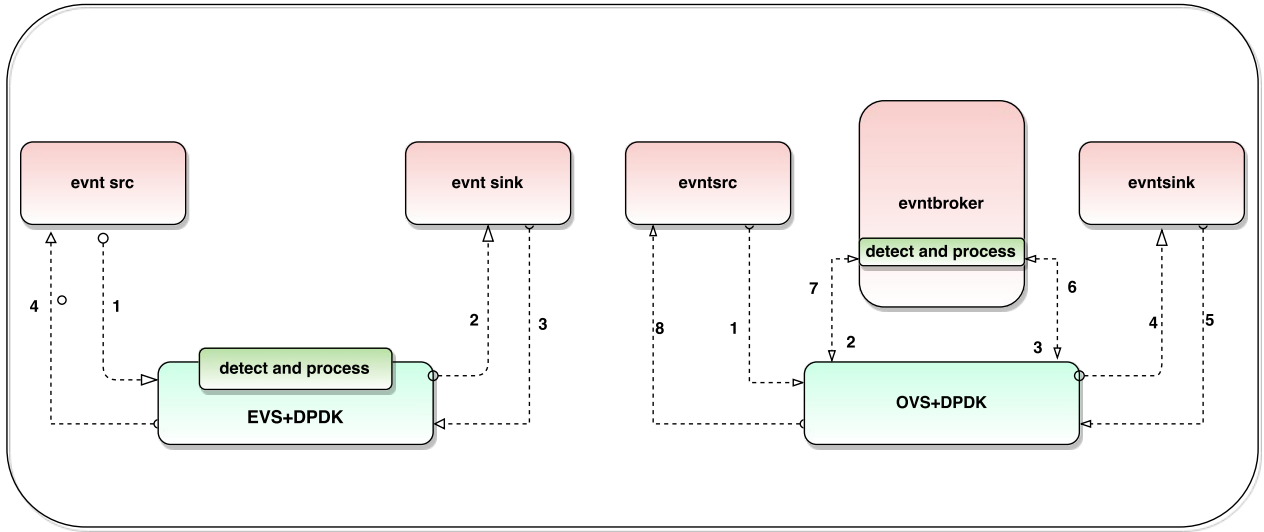 evnt src
evnt sink
4
1
2
3
detect and process
EVS+DPDK
evntsrc
evntbroker
detect and process
evntsink
8
1
7
2
6
3
4
5
OVS+DPDK